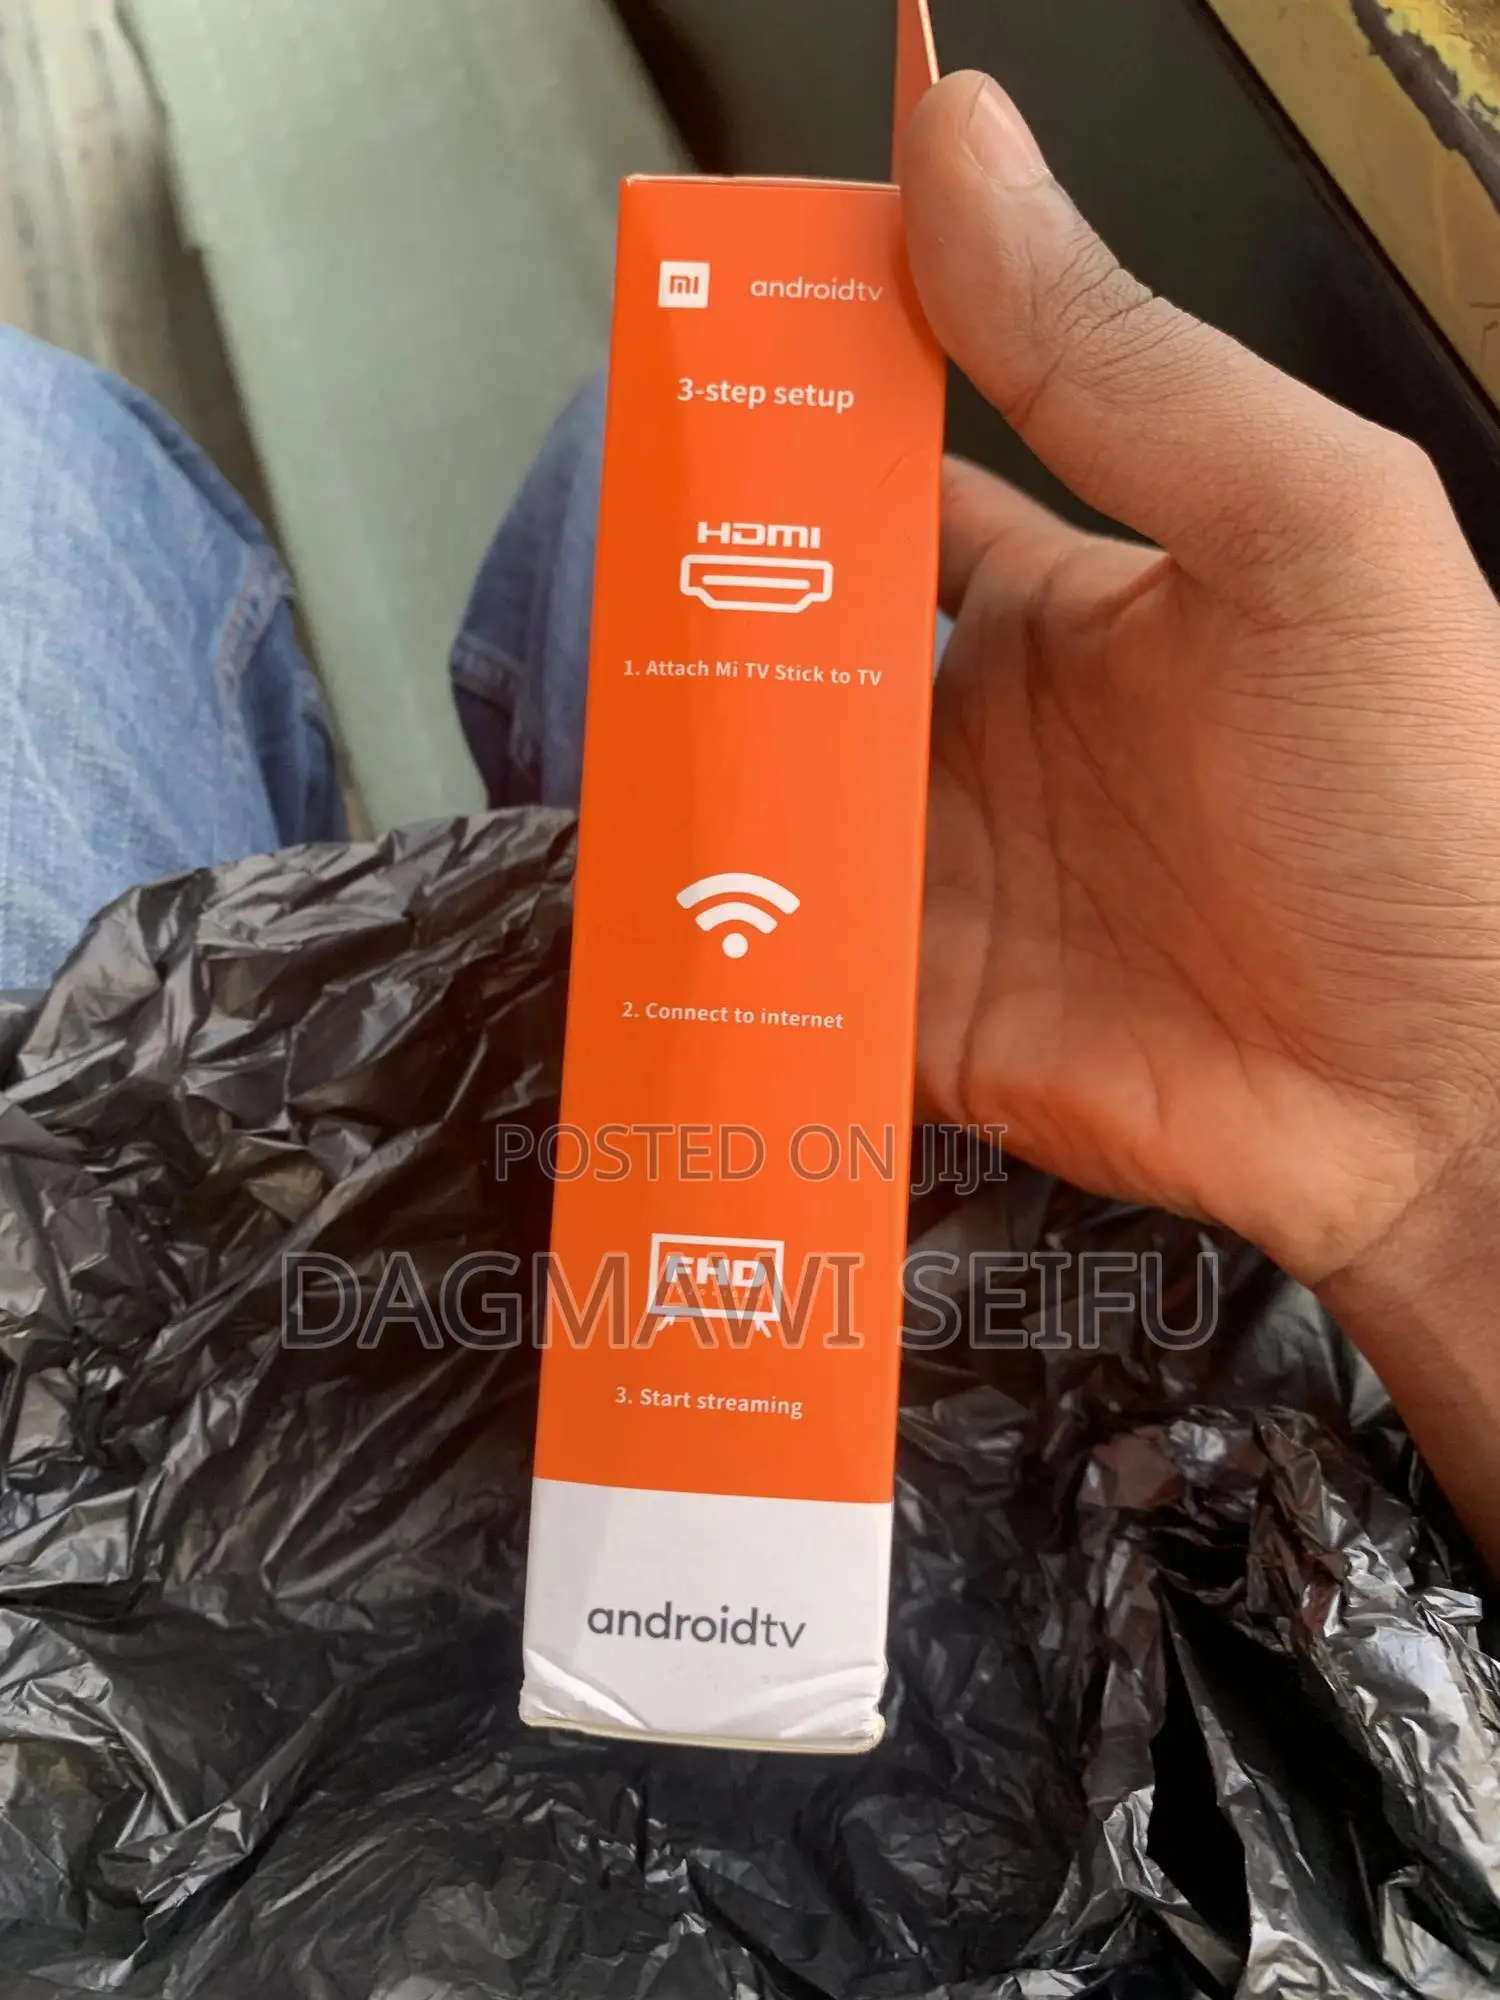 mi androidtv
3-step setup
HDMI
1. Attach Mi TV Stick to TV
2. Connect to internet
POSTED ON JIJI
FHD
DAGMAWI SEIFU
3. Start streaming
androidtv